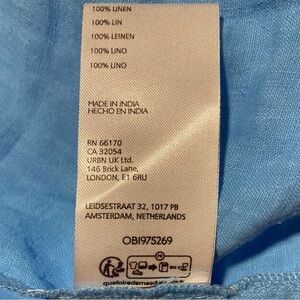 100% LINEN
100% LIN
100% LEINEN
100% LINO
100% LINO
MADE IN INDIA
HECHO EN INDIA
RN 66170
CA 32054
URBN UK Ltd.
146 Brick Lane,
LONDON, E1 6RU
LEIDSESTRAAT 32, 1017 PB
AMSTERDAM, NETHERLANDS
OBI975269
FR